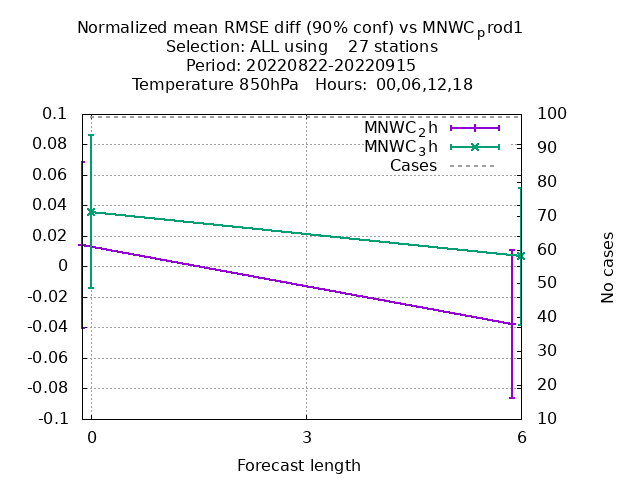 Normalized mean RMSE diff (90% conf) vs MNWCprod1
Selection: ALL using    27 stations
Period: 20220822-20220915
Temperature 850hPa   Hours:  00,06,12,18
0.1
0.08
0.06
0.04
0.02
0
-0.02
-0.04
-0.06
-0.08
-0.1
MNWC2h
MNWC3h
Cases
100
90
80
70
60
50
40
30
20
10
No cases
0 3 6
Forecast length